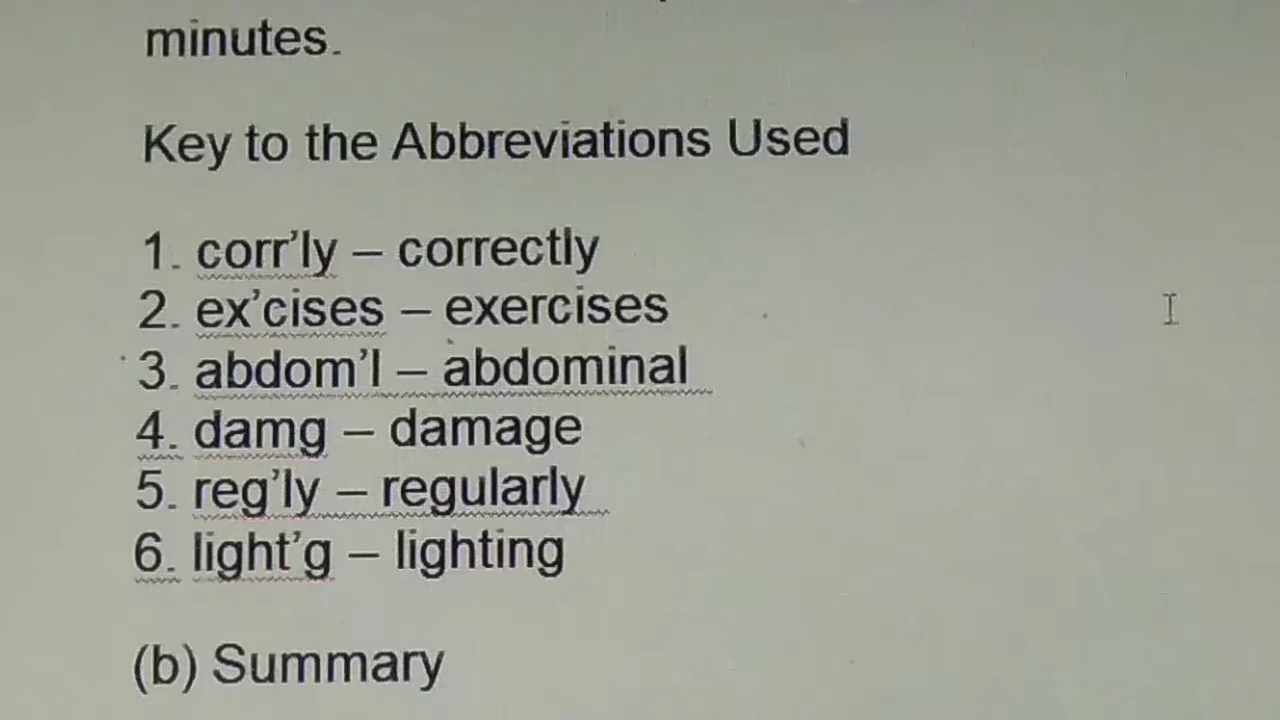 minutes.
Key to the Abbreviations Used
1. corr’ly – correctly
2. ex’cises – exercises
3. abdom’l – abdominal
4. damg – damage
5. reg’ly – regularly
6. light’g – lighting
(b) Summary